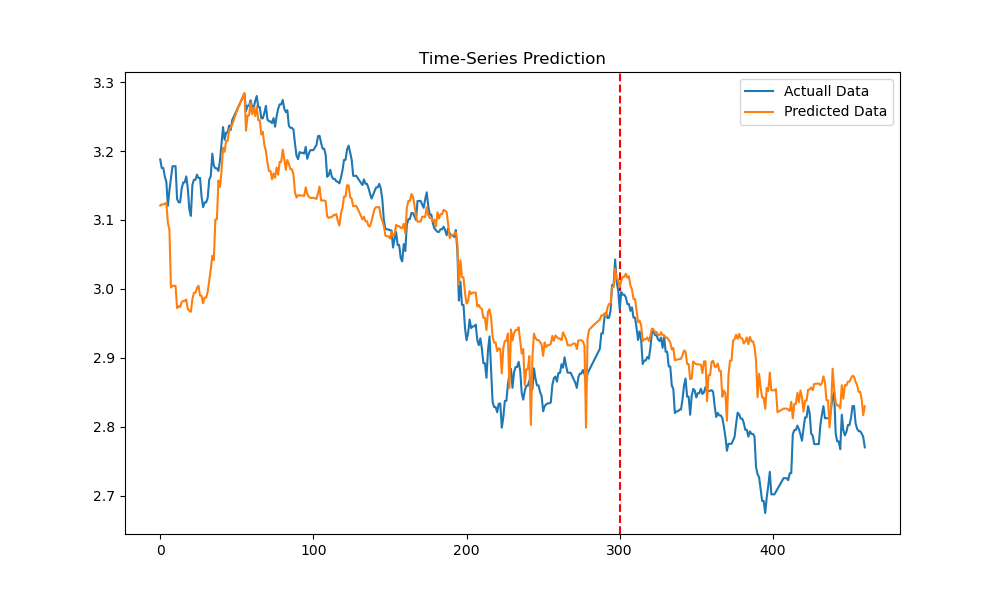 Time-Series Prediction
Actuall Data
Predicted Data
3.3
3.2
3.1
3.0
2.9
2.8
2.7
0 100 200 300 400